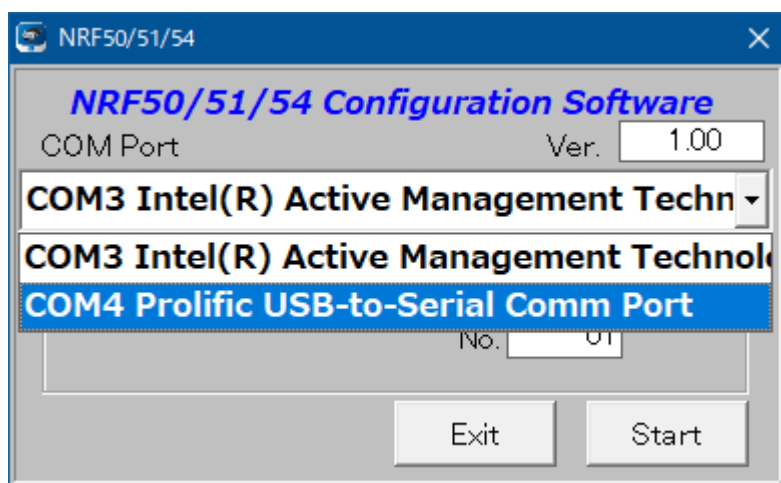 NRF50/51/54
NRF50/51/54 Configuration Software
COM Port Ver. 1.00
COM3 Intel(R) Active Management Techn
COM3 Intel(R) Active Management Technol
COM4 Prolific USB-to-Serial Comm Port
No. 01
Exit Start